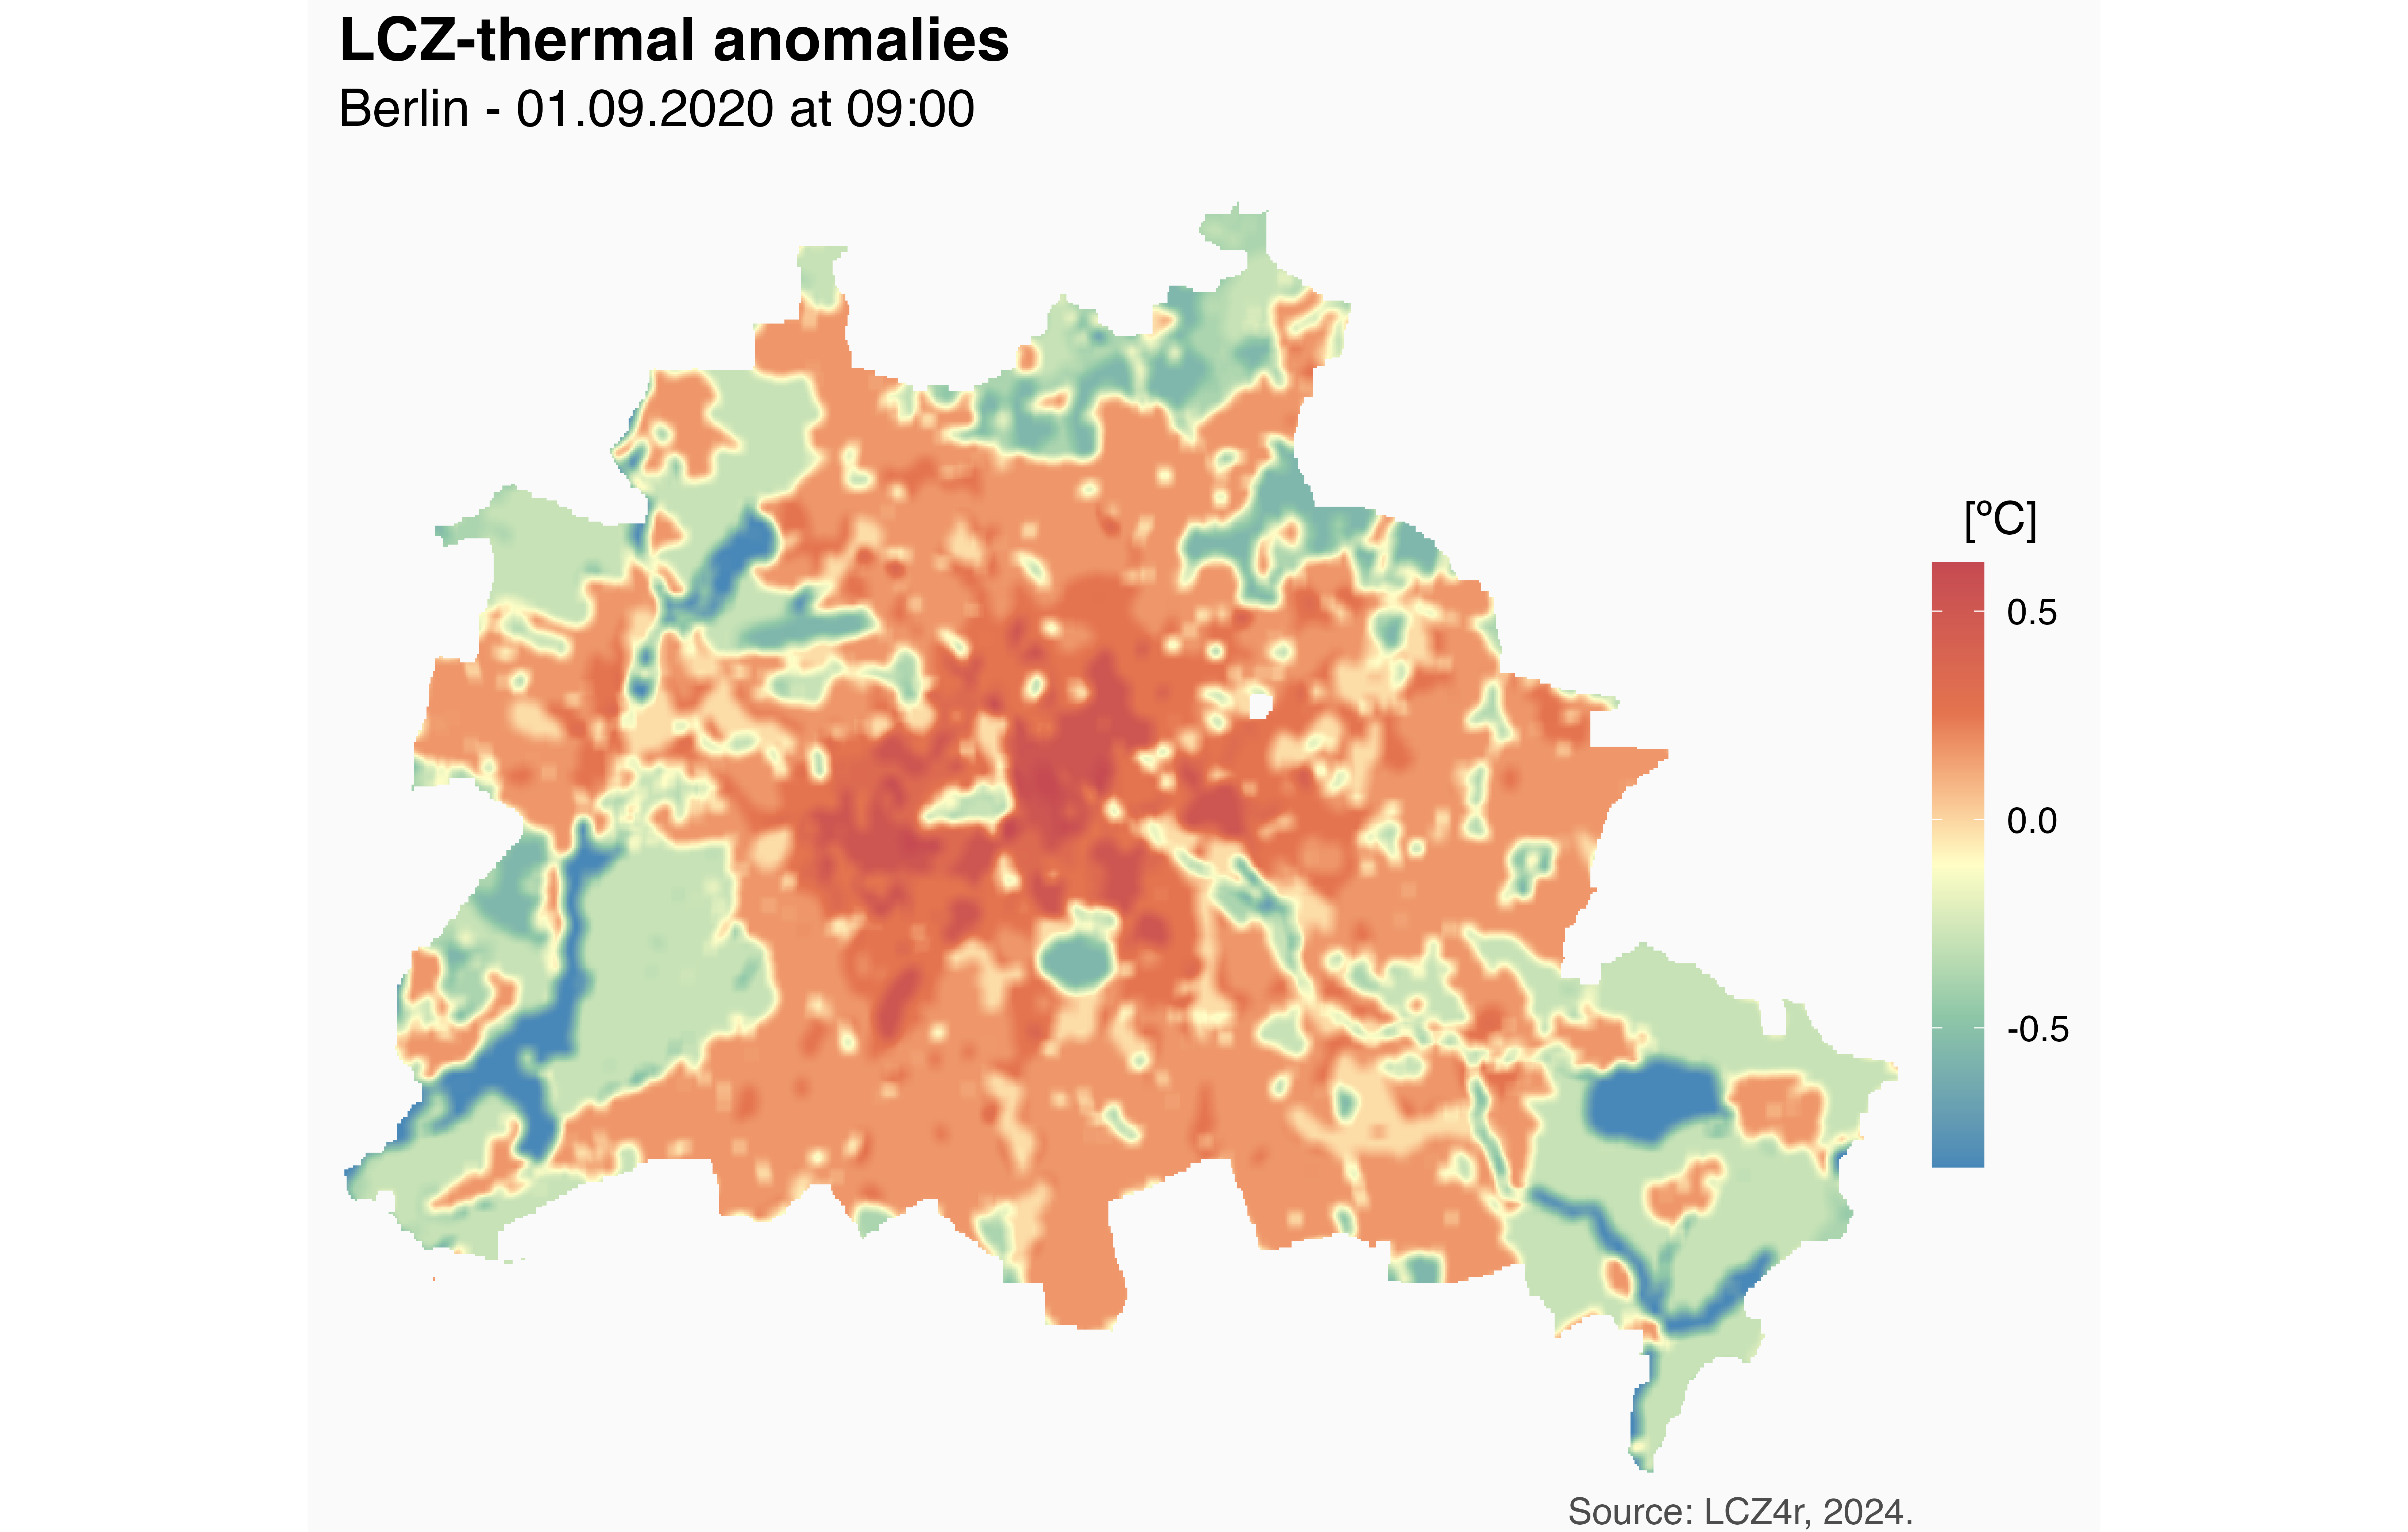 LCZ-thermal anomalies
Berlin - 01.09.2020 at 09:00
[ºC]
0.5
0.0
-0.5
Source: LCZ4r, 2024.